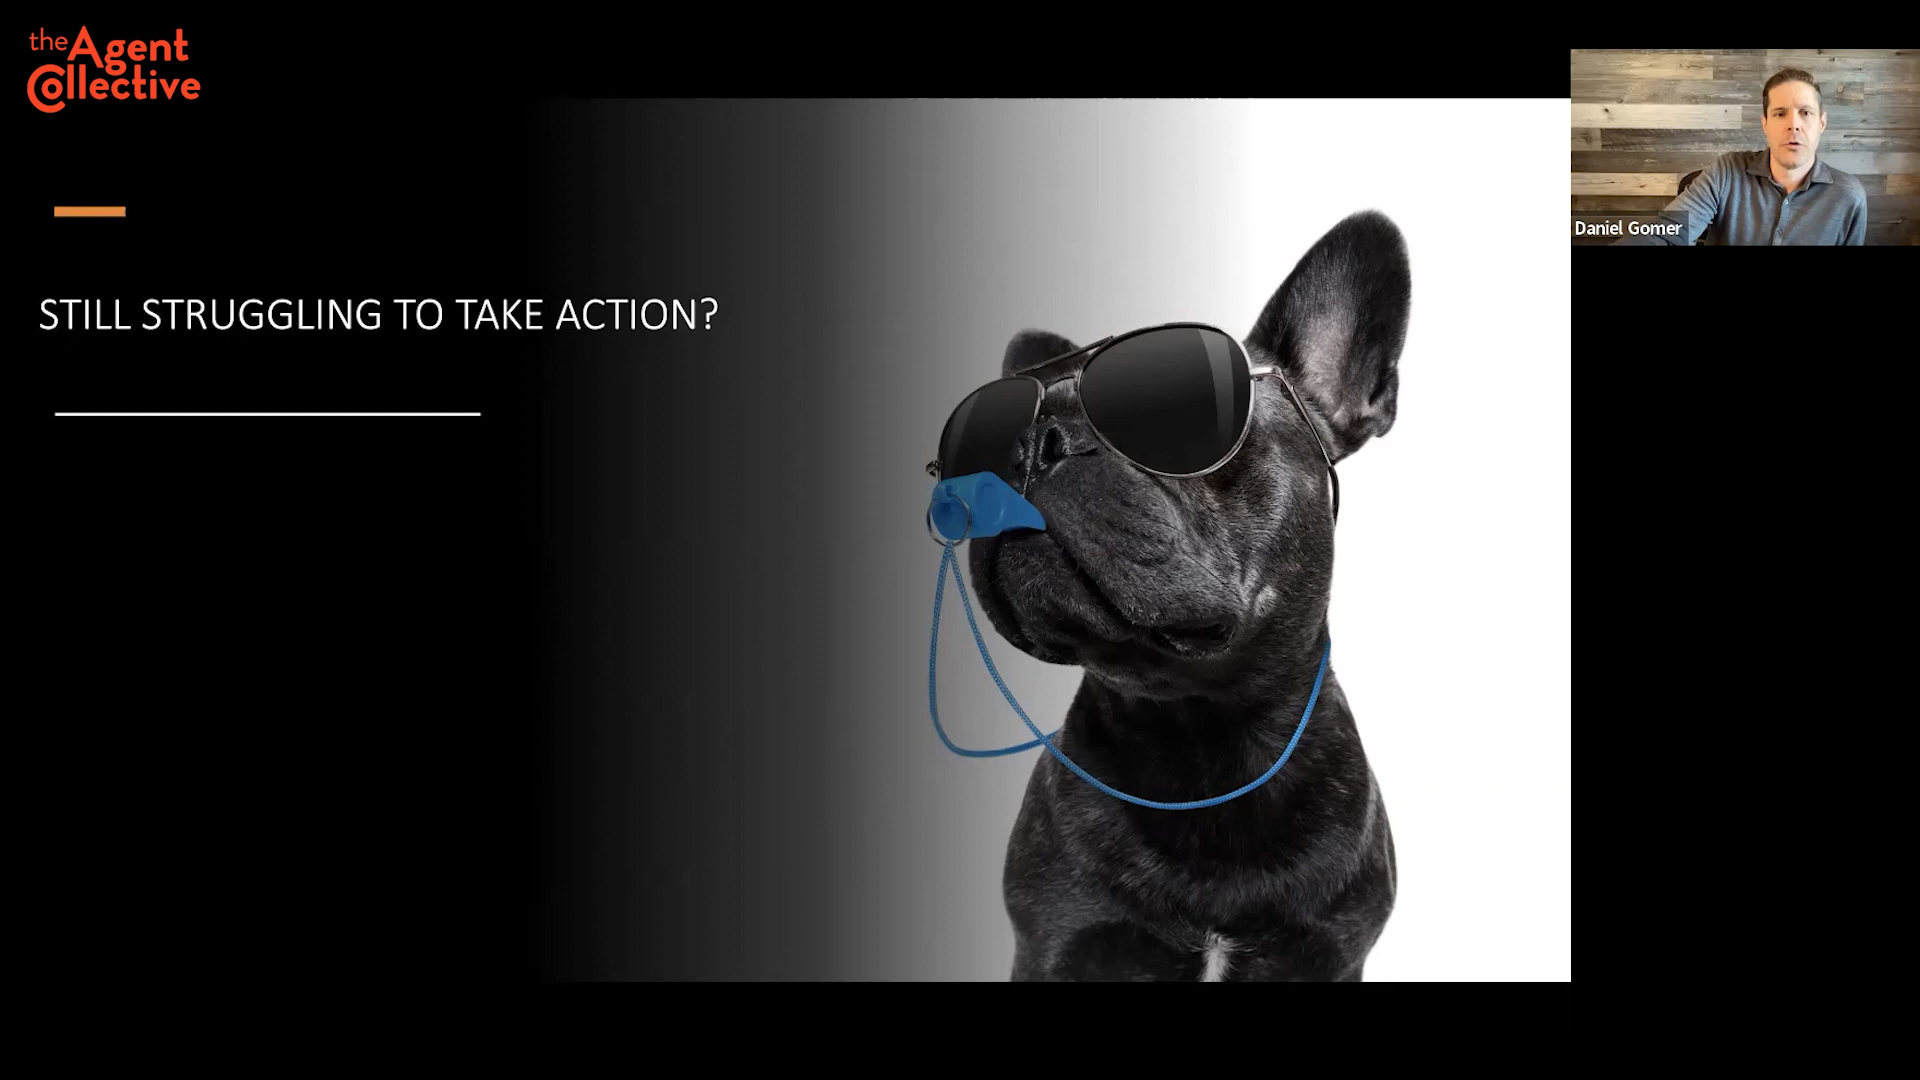 the Agent
Collective
STILL STRUGGLING TO TAKE ACTION?
Daniel Gomer